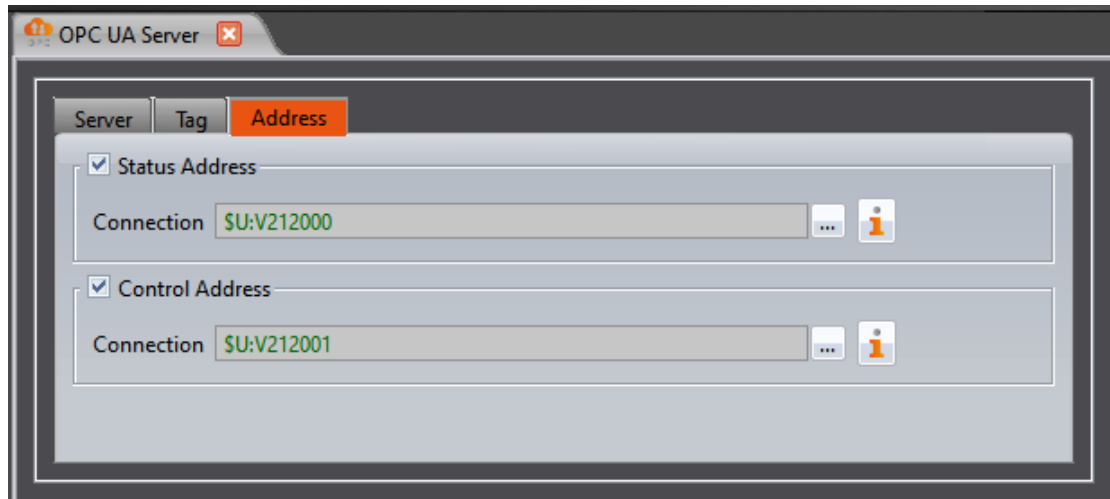 OPC UA Server
Server Tag Address
Status Address
Connection $U:V212000 ...
Control Address
Connection $U:V212001 ...